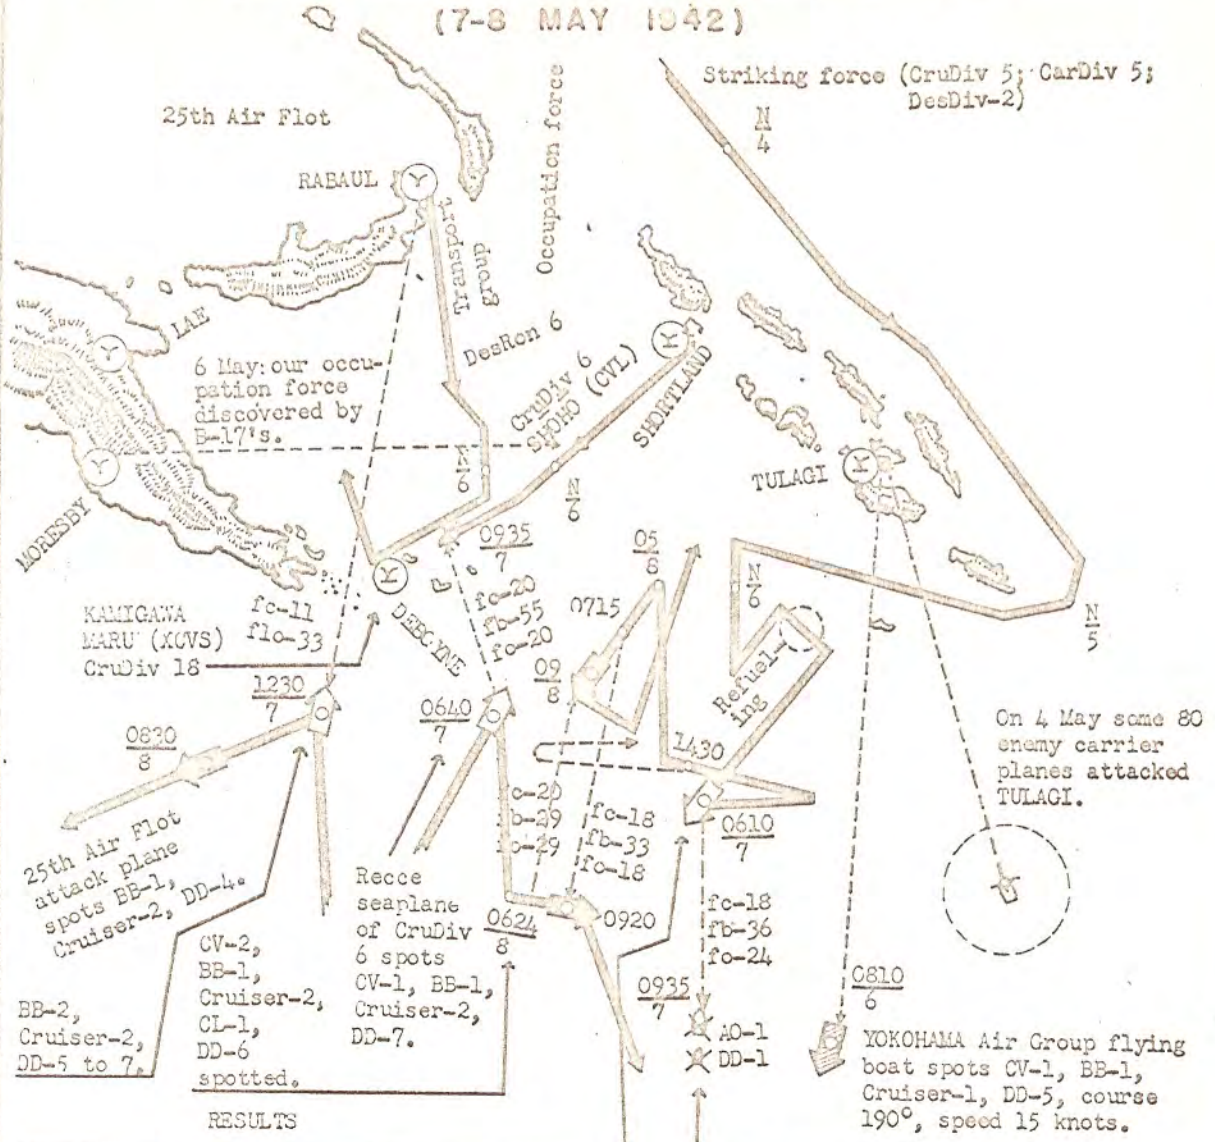 (7-8 MAY 1942)
Striking force (CruDiv 5; CarDiv 5;
DesDiv-2)
N
4
25th Air Flot
Occupation force
RABAUL
Transport
group
LAE
DesRon 6
6 May: our occu-
pation force
discovered by
B-17's.
CruDiv 6
SHOHO (CVL)
SHORTLAND
MORESBY
N
6
N
6
TULAGI
0935
7
05
8
N
6
N
5
KAMIGAWA
MARU (XCVS)
CruDiv 18
fc-11
flo-33
DEBOYNE
fc-20
fb-55
fo-20
0715
09
8
Refuel-
ing
1230
7
0640
7
0830
8
1430
On 4 May some 80
enemy carrier
planes attacked
TULAGI.
0610
7
25th Air Flot
attack plane
spots BB-1,
Cruiser-2, DD-4.
c-20
b-29
o-29
fc-18
fb-33
fo-18
Recce
seaplane
of CruDiv
6 spots
CV-1, BB-1,
Cruiser-2,
DD-7.
0624
8
0920
fc-18
fb-36
fo-24
CV-2,
BB-1,
Cruiser-2,
CL-1,
DD-6
spotted.
BB-2,
Cruiser-2,
DD-5 to 7.
0935
7
AO-1
DD-1
0810
6
YOKOHAMA Air Group flying
boat spots CV-1, BB-1,
Cruiser-1, DD-5, course
190°, speed 15 knots.
RESULTS